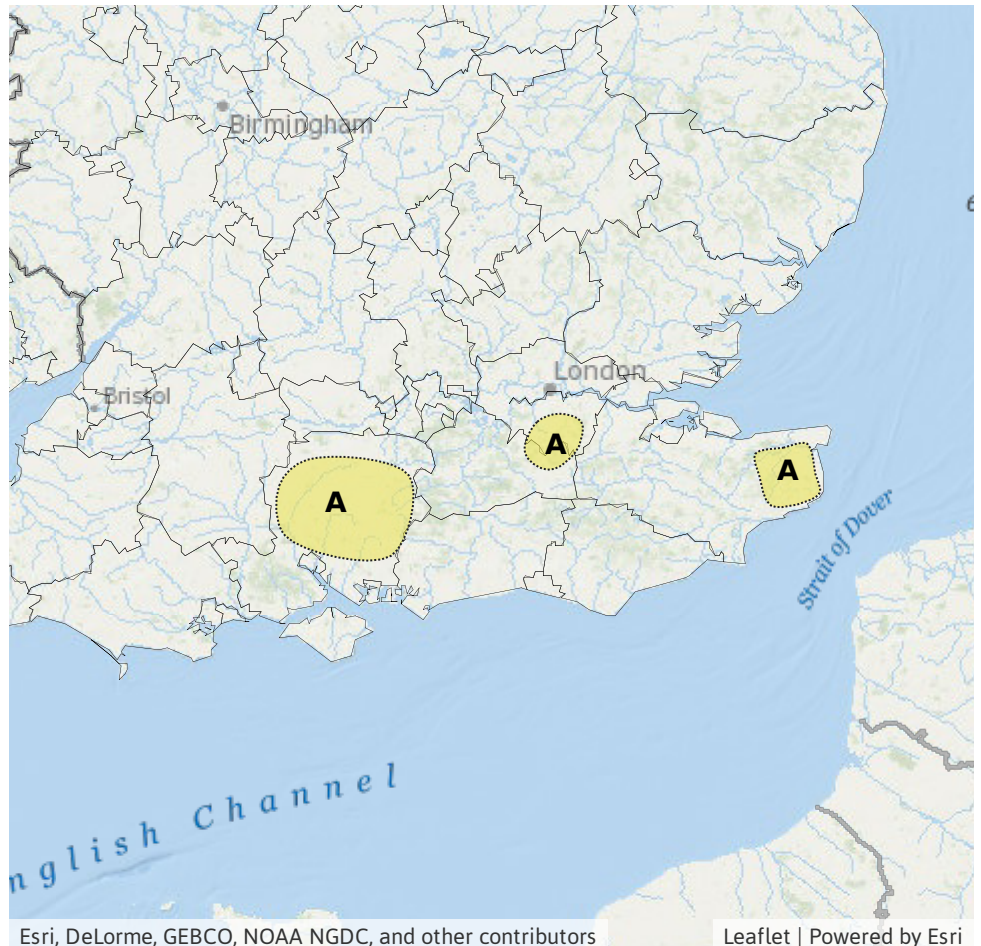 Birmingham
London
Bristol
A
A
A
Strait of Dover
nglish Channel
Esri, DeLorme, GEBCO, NOAA NGDC, and other contributors
Leaflet | Powered by Esri